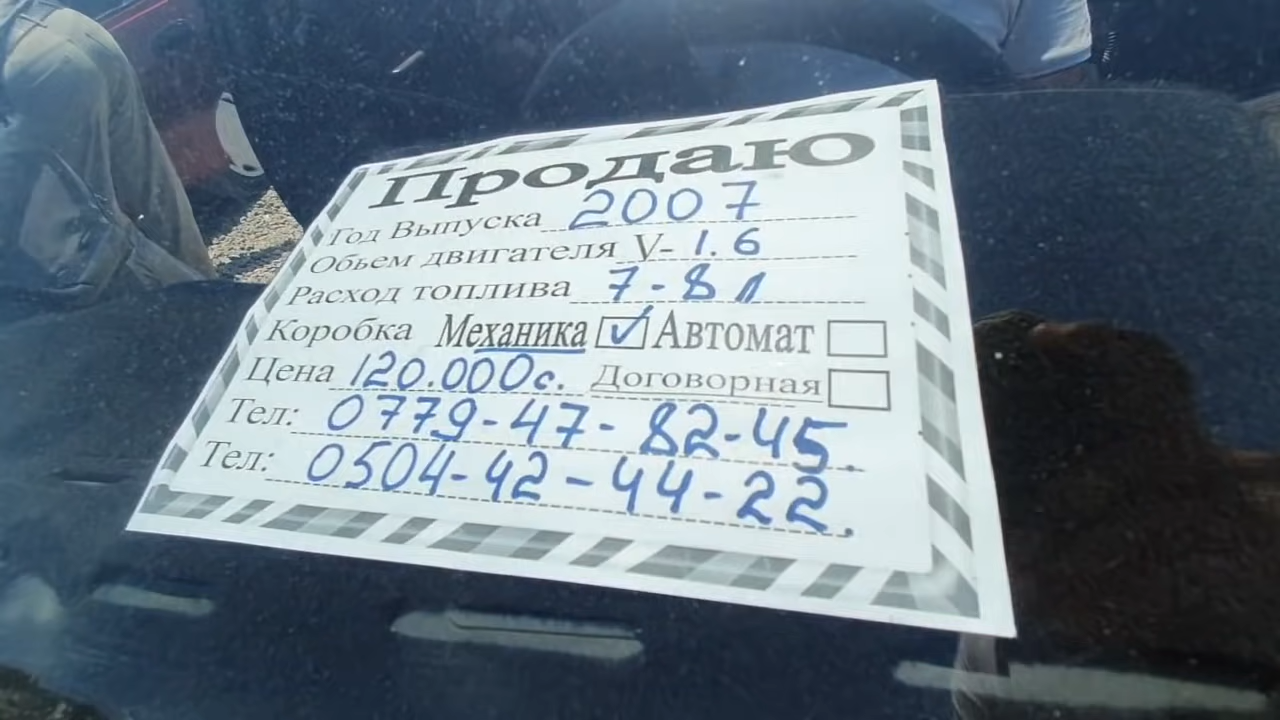 Продаю
Год Выпуска 2007
Обьем двигателя V-1.6
Расход топлива 7-8л
Коробка Механика ✓ Автомат
Цена 120.000с. Договорная
Тел: 0779-47-82-45.
Тел: 0504-42-44-22.